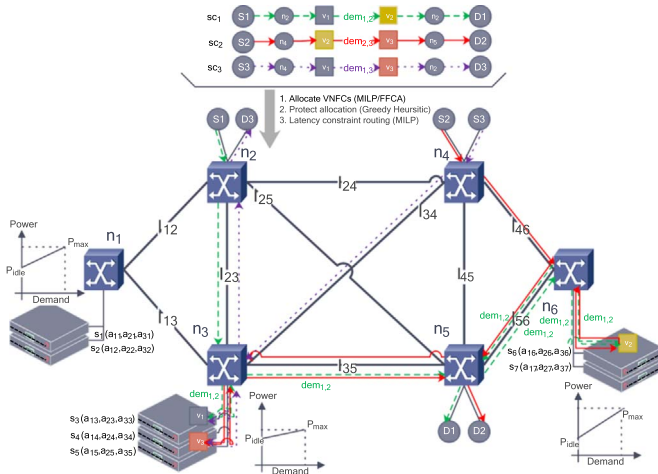 sc1 S1 n2 v1 dem1,2 v2 n2 D1
sc2 S2 n4 v2 dem2,3 v3 n5 D2
sc3 S3 n4 v1 dem1,3 v3 n2 D3
1. Allocate VNFCs (MILP/FFCA)
2. Protect allocation (Greedy Heursitic)
3. Latency constraint routing (MILP)
S1 D3 S2 S3
n2 n4
l24
l25
l34
Power
Pmax
Pidle
Demand
n1
l12
l46
l23
l45
l13
n3
n5
n6
l56
l35
dem1,2
dem1,2
dem1,2
dem1,2
dem1,2
dem1,2
s1(a11,a21,a31)
s2(a12,a22,a32)
v2
s6(a16,a26,a36)
s7(a17,a27,a37)
s3(a13,a23,a33)
s4(a14,a24,a34)
s5(a15,a25,a35)
v1
v3
D1 D2
Power
Pmax
Pidle
Demand
Power
Pmax
Pidle
Demand